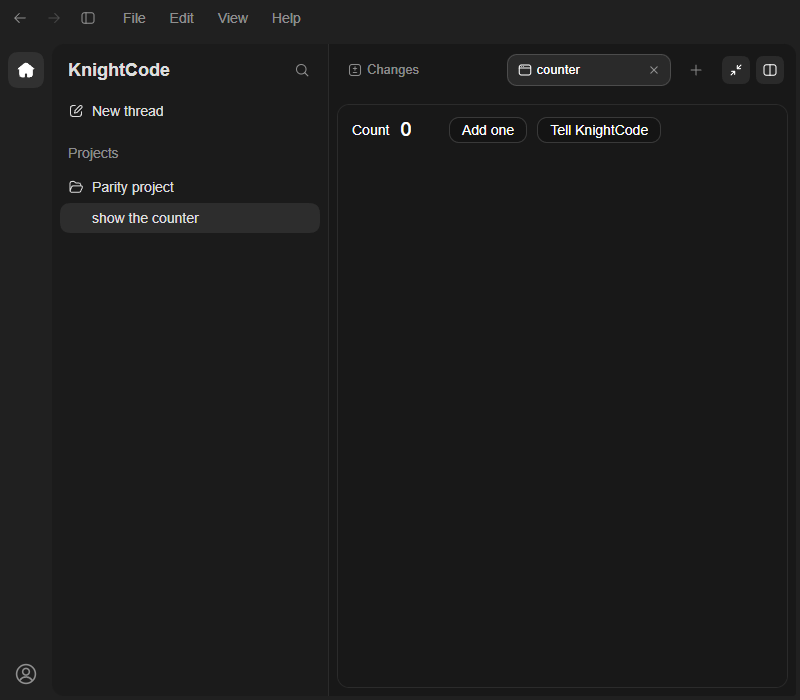 File Edit View Help
KnightCode
New thread
Projects
Parity project
show the counter
Changes
counter
Count 0 Add one Tell KnightCode